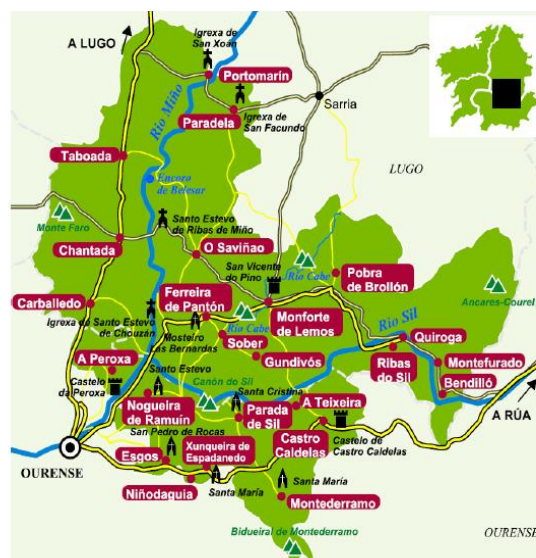 A LUGO
Igrexa de
San Xoán
Portomarín
Sarria
Río Miño
Paradela
Igrexa de
San Facundo
LUGO
Taboada
Encoro
de Belesar
Santo Estevo
de Ribas de Miño
Monte Faro
Chantada
O Saviñao
San Vicente
do Pino
Río Cabe
Pobra
de Brollón
Ancares-Courel
Carballedo
Ferreira
de Pantón
Igrexa de Santo Estevo
de Chouzán
Río Cabe
Monforte
de Lemos
Río Sil
Quiroga
Mosteiro
Las Bernardas
Sober
Gundivós
Ribas
do Sil
Montefurado
Bendilló
A Peroxa
Santo Estevo
Castelo
da Peroxa
Canón do Sil
Santa Cristina
A Teixeira
A RÚA
Nogueira
de Ramuín
Parada
de Sil
San Pedro de Rocas
Castro
Caldelas
Castelo de
Castro Caldelas
OURENSE
Esgos
Xunqueira de
Espadanedo
Santa María
Santa María
Niñodaguia
Montederramo
Bidueiral de Montederramo
OURENSE